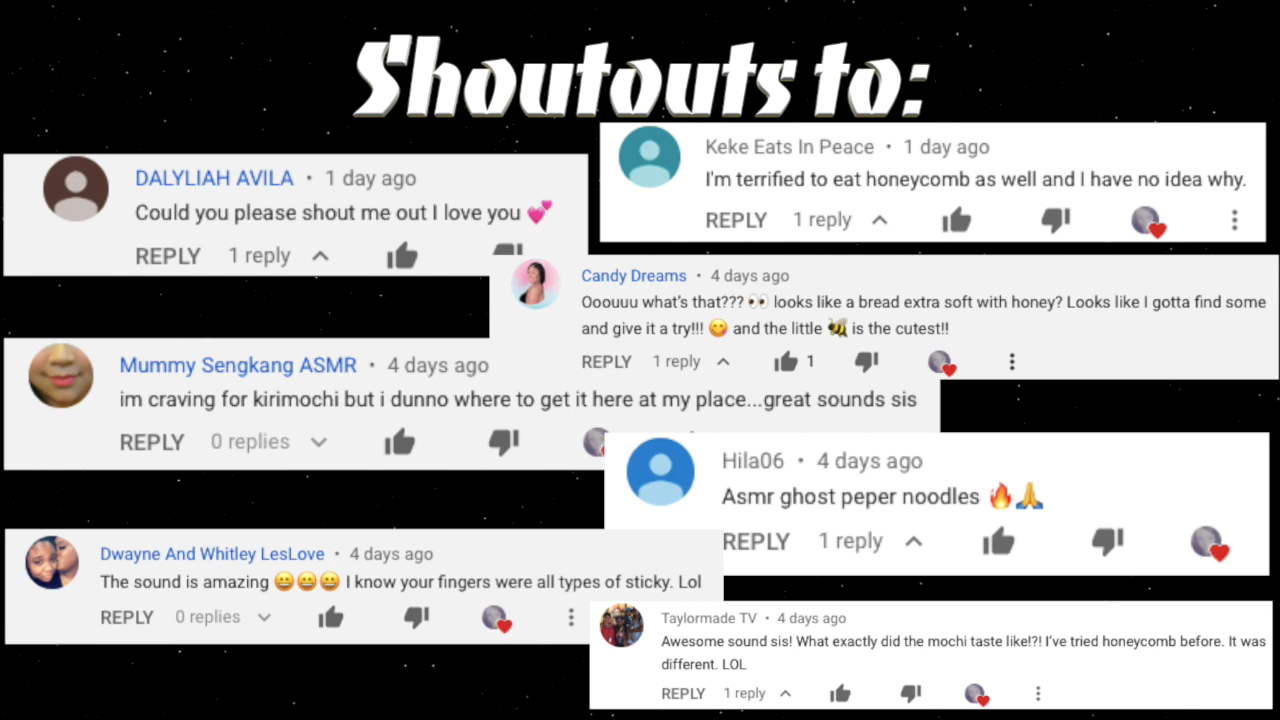 Shoutouts to:
DALYLIAH AVILA • 1 day ago
Could you please shout me out I love you 💕
REPLY 1 reply
Keke Eats In Peace • 1 day ago
I'm terrified to eat honeycomb as well and I have no idea why.
REPLY 1 reply
Candy Dreams • 4 days ago
Ooouuu what's that??? 👀 looks like a bread extra soft with honey? Looks like I gotta find some
and give it a try!!! 😋 and the little 🐝 is the cutest!!
REPLY 1 reply 1
Mummy Sengkang ASMR • 4 days ago
im craving for kirimochi but i dunno where to get it here at my place...great sounds sis
REPLY 0 replies
Hila06 • 4 days ago
Asmr ghost peper noodles 🔥🙏
REPLY 1 reply
Dwayne And Whitley LesLove • 4 days ago
The sound is amazing 😀😀😀 I know your fingers were all types of sticky. Lol
REPLY 0 replies
Taylormade TV • 4 days ago
Awesome sound sis! What exactly did the mochi taste like!?! I've tried honeycomb before. It was
different. LOL
REPLY 1 reply